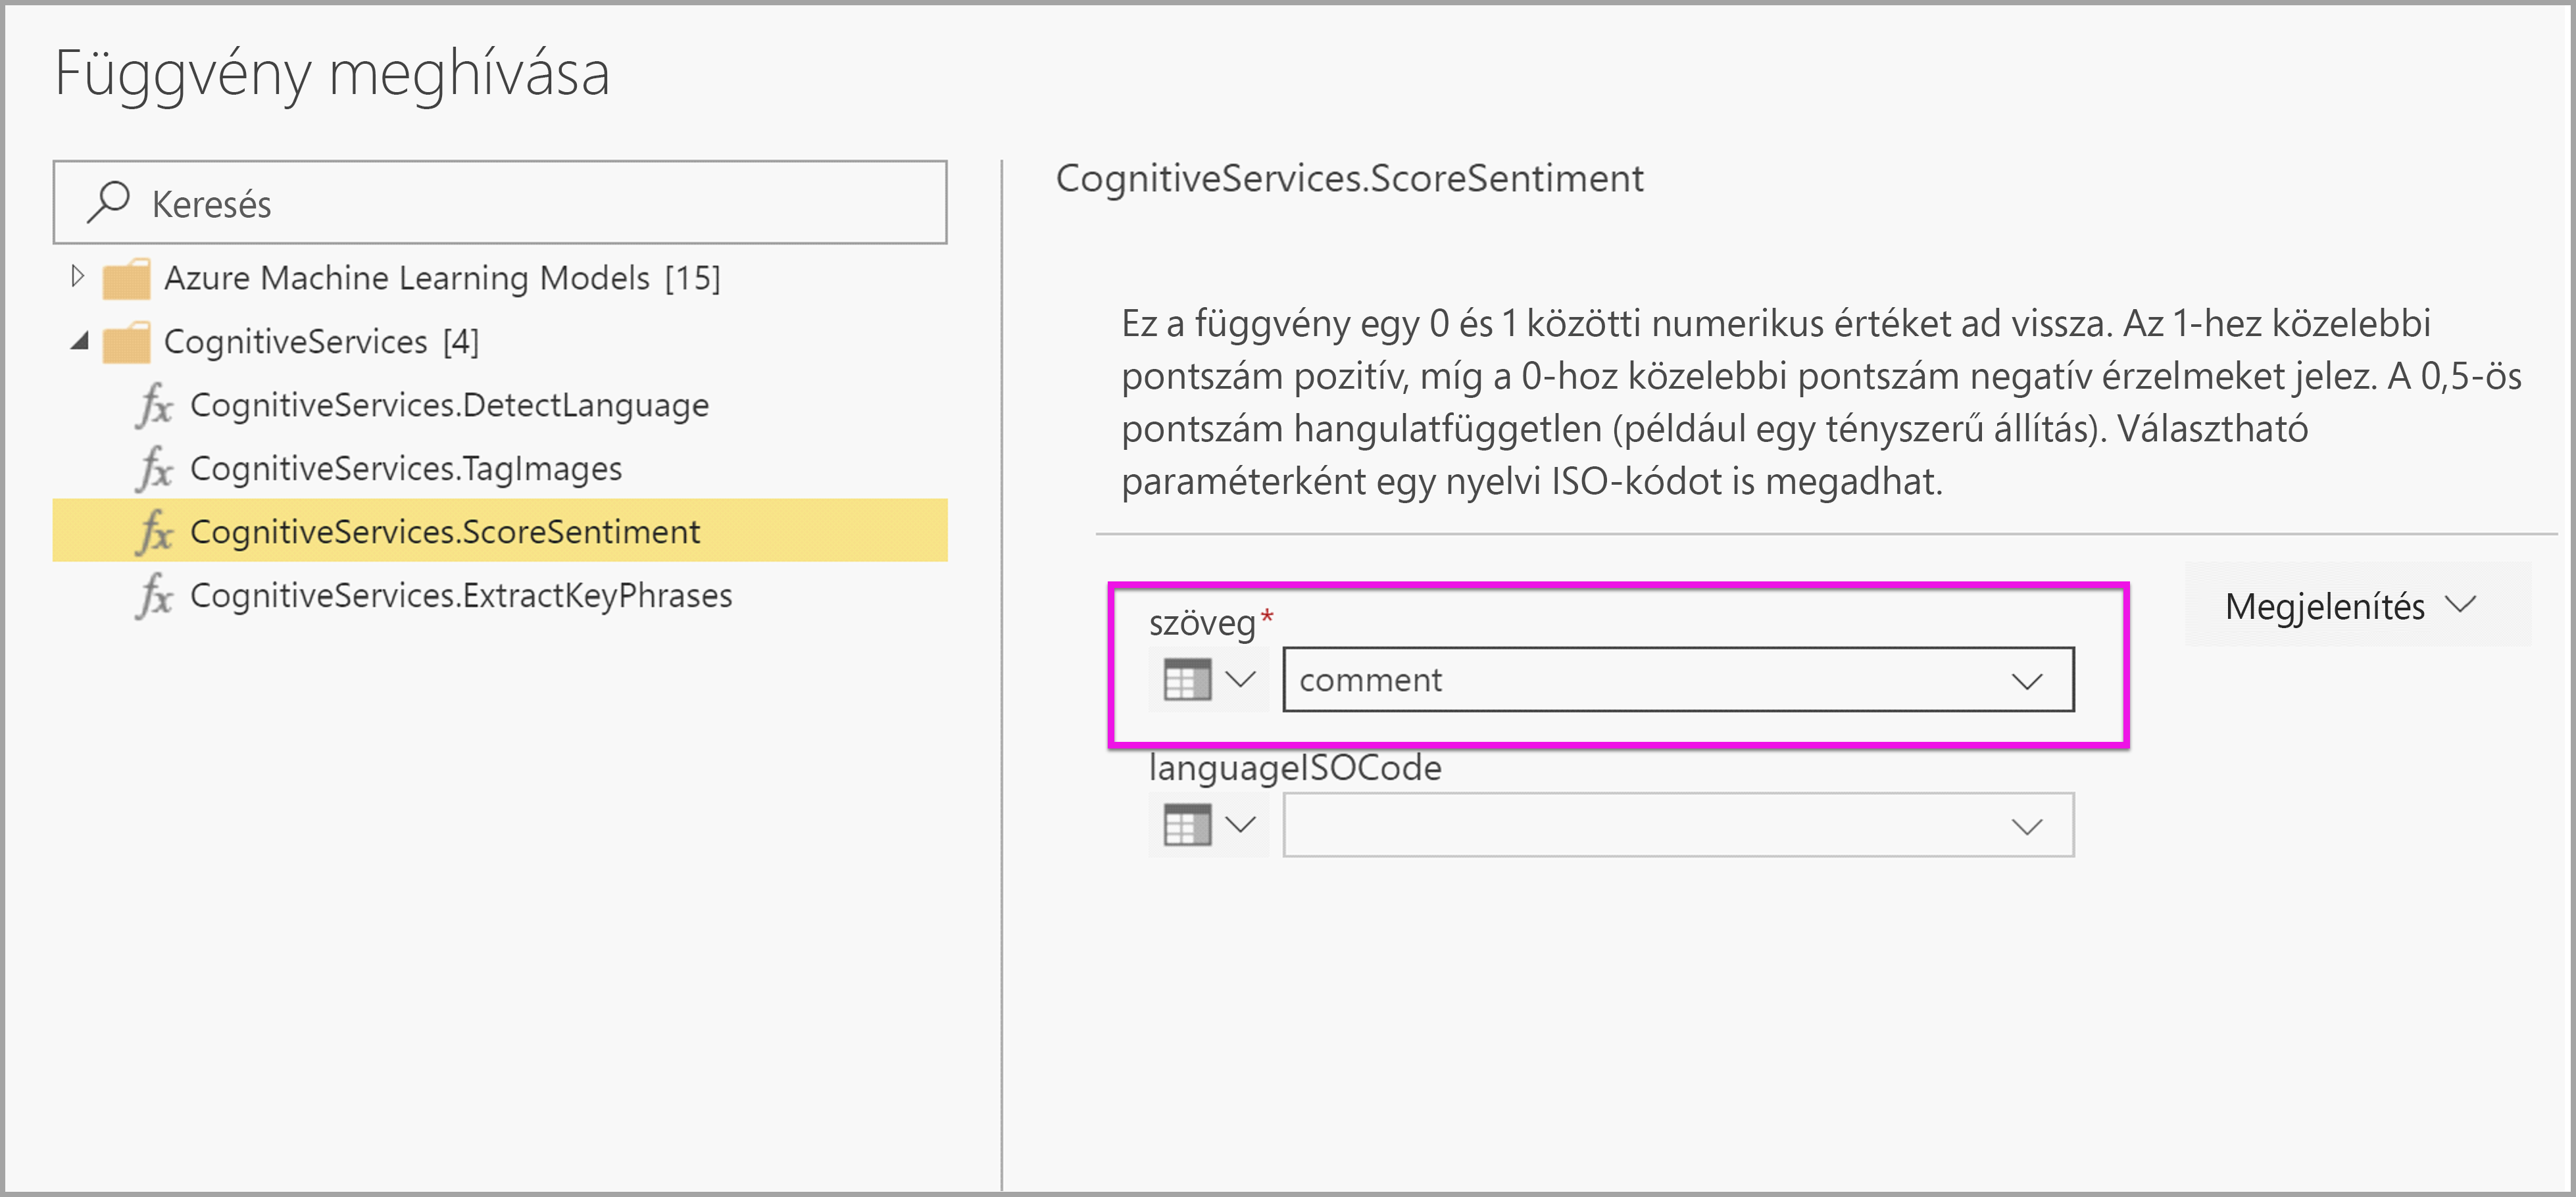 Függvény meghívása
Keresés
Azure Machine Learning Models [15]
CognitiveServices [4]
fx CognitiveServices.DetectLanguage
fx CognitiveServices.TagImages
fx CognitiveServices.ScoreSentiment
fx CognitiveServices.ExtractKeyPhrases
CognitiveServices.ScoreSentiment
Ez a függvény egy 0 és 1 közötti numerikus értéket ad vissza. Az 1-hez közelebbi
pontszám pozitív, míg a 0-hoz közelebbi pontszám negatív érzelmeket jelez. A 0,5-ös
pontszám hangulatfüggetlen (például egy tényszerű állítás). Választható
paraméterként egy nyelvi ISO-kódot is megadhat.
szöveg*
comment
Megjelenítés
languageISOCode